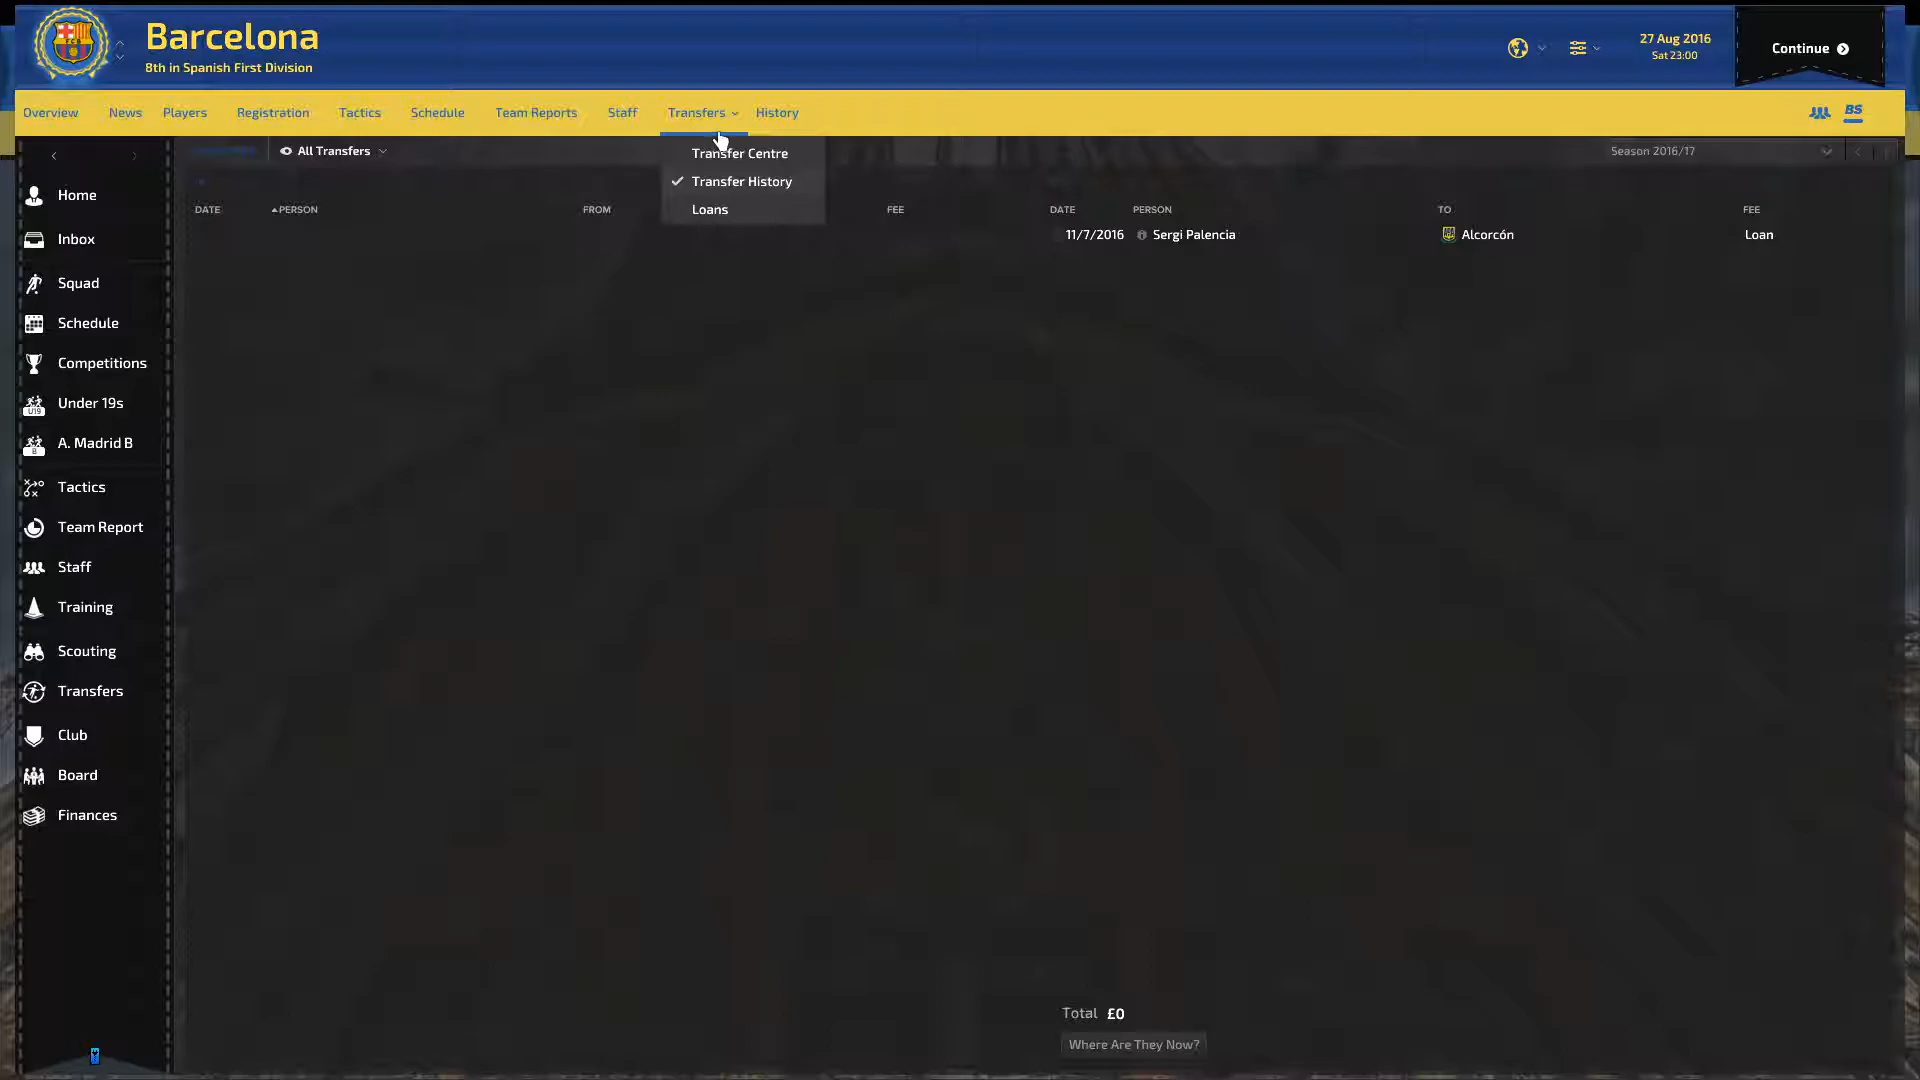 Barcelona
8th in Spanish First Division
27 Aug 2016
Sat 23:00
Continue
Overview
News
Players
Registration
Tactics
Schedule
Team Reports
Staff
Transfers
History
BS
All Transfers
Season 2016/17
Transfer Centre
Transfer History
Loans
DATE
PERSON
FROM
FEE
DATE
PERSON
TO
FEE
11/7/2016
Sergi Palencia
Alcorcón
Loan
Home
Inbox
Squad
Schedule
Competitions
U19
Under 19s
B
A. Madrid B
Tactics
Team Report
Staff
Training
Scouting
Transfers
Club
Board
Finances
Total £0
Where Are They Now?